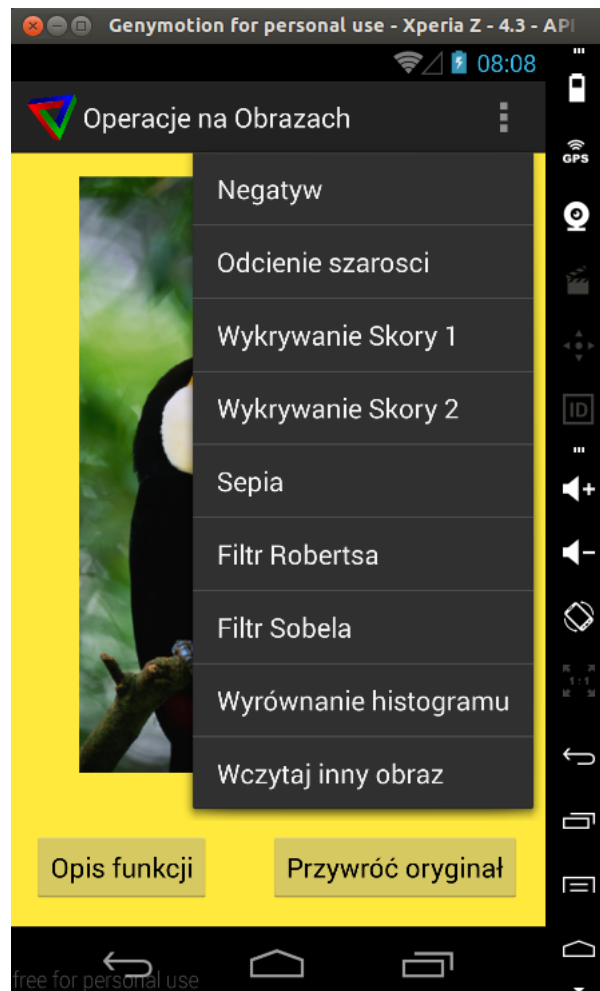 Genymotion for personal use - Xperia Z - 4.3 - API
08:08
Operacje na Obrazach
GPS
Negatyw
Odcienie szarosci
Wykrywanie Skory 1
Wykrywanie Skory 2
ID
Sepia
Filtr Robertsa
Filtr Sobela
1:1
Wyrównanie histogramu
Wczytaj inny obraz
Opis funkcji
Przywróć oryginał
free for personal use